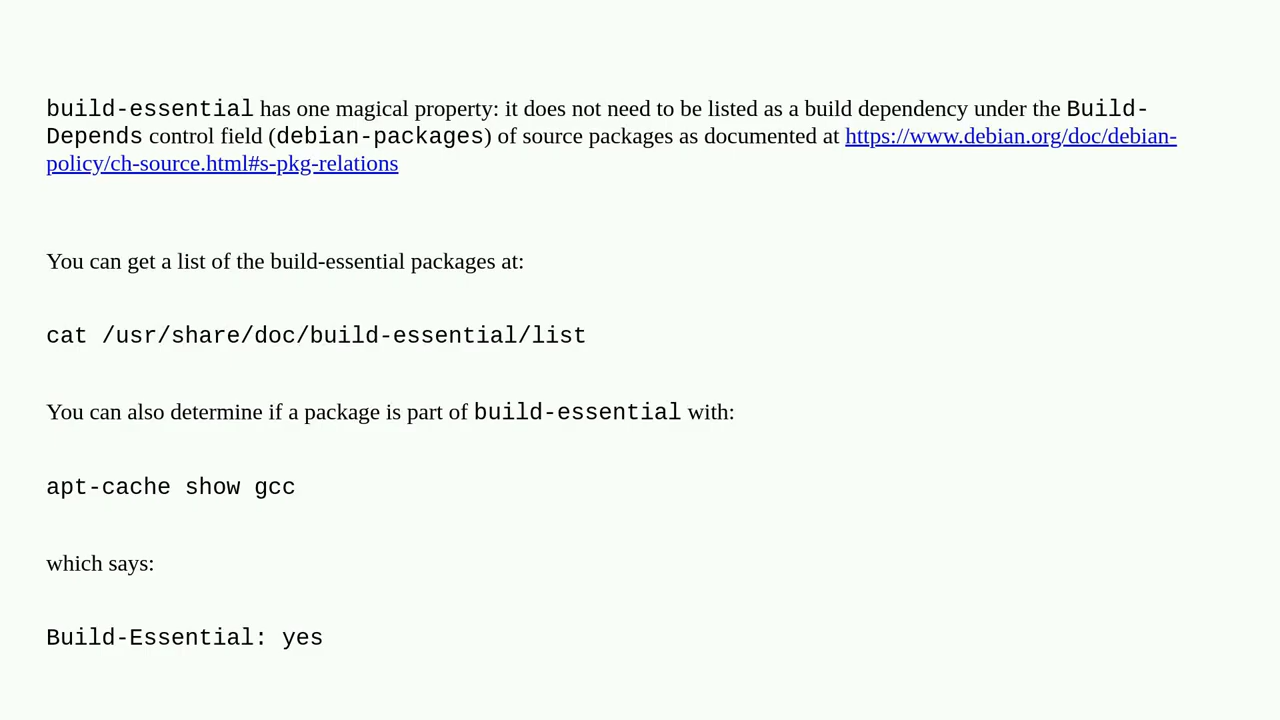 build-essential has one magical property: it does not need to be listed as a build dependency under the Build-
Depends control field (debian-packages) of source packages as documented at https://www.debian.org/doc/debian-
policy/ch-source.html#s-pkg-relations
You can get a list of the build-essential packages at:
cat /usr/share/doc/build-essential/list
You can also determine if a package is part of build-essential with:
apt-cache show gcc
which says:
Build-Essential: yes